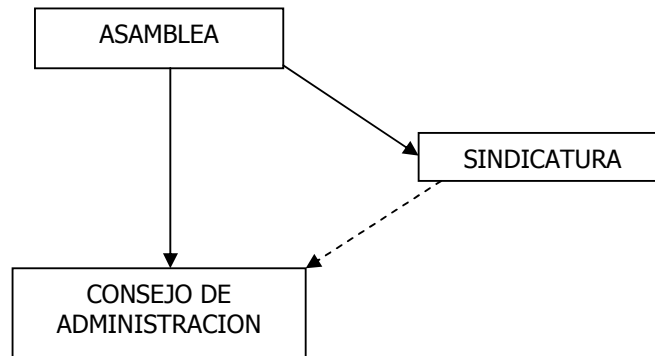 ASAMBLEA
SINDICATURA
CONSEJO DE
ADMINISTRACION